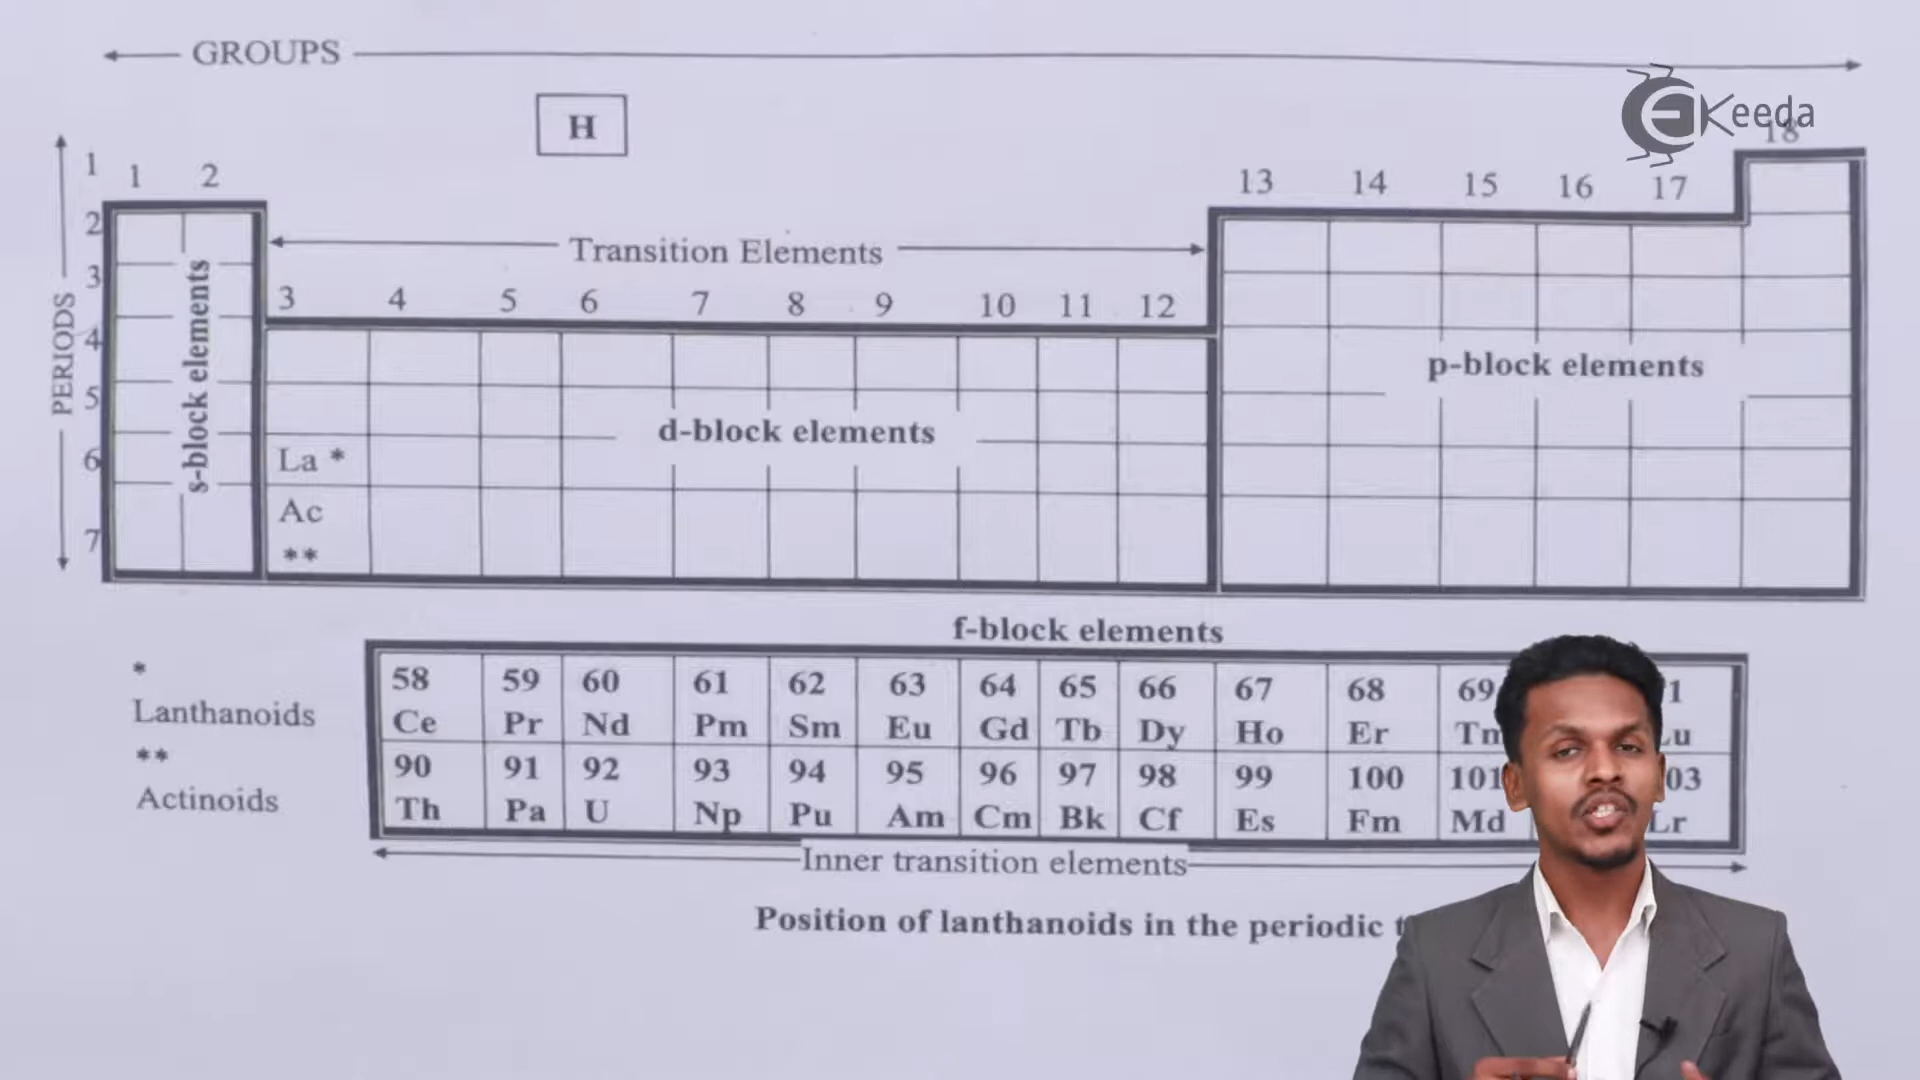 GROUPS
EKeeda
H
18
1 1 2 13 14 15 16 17
2
Transition Elements
3 3 4 5 6 7 8 9 10 11 12
PERIODS
4
s-block elements
p-block elements
5
d-block elements
6 La *
Ac
7 **
f-block elements
* 58 59 60 61 62 63 64 65 66 67 68 69
Lanthanoids Ce Pr Nd Pm Sm Eu Gd Tb Dy Ho Er
** 90 91 92 93 94 95 96 97 98 99 100 101
Actinoids Th Pa U Np Pu Am Cm Bk Cf Es Fm Md Lr
Inner transition elements
Position of lanthanoids in the periodic